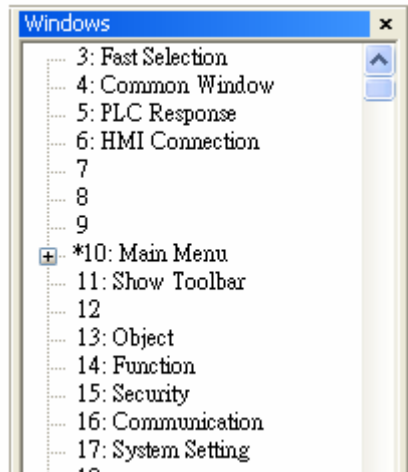 Windows
3: Fast Selection
4: Common Window
5: PLC Response
6: HMI Connection
7
8
9
*10: Main Menu
11: Show Toolbar
12
13: Object
14: Function
15: Security
16: Communication
17: System Setting